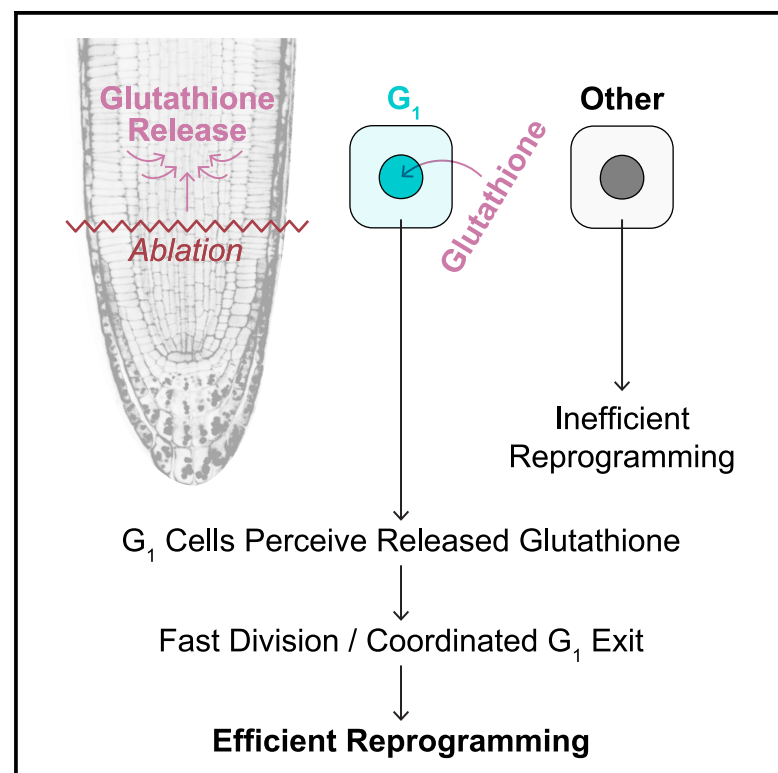 Glutathione
Release
Ablation
G₁
Glutathione
Other
Inefficient
Reprogramming
G₁ Cells Perceive Released Glutathione
Fast Division / Coordinated G₁ Exit
Efficient Reprogramming